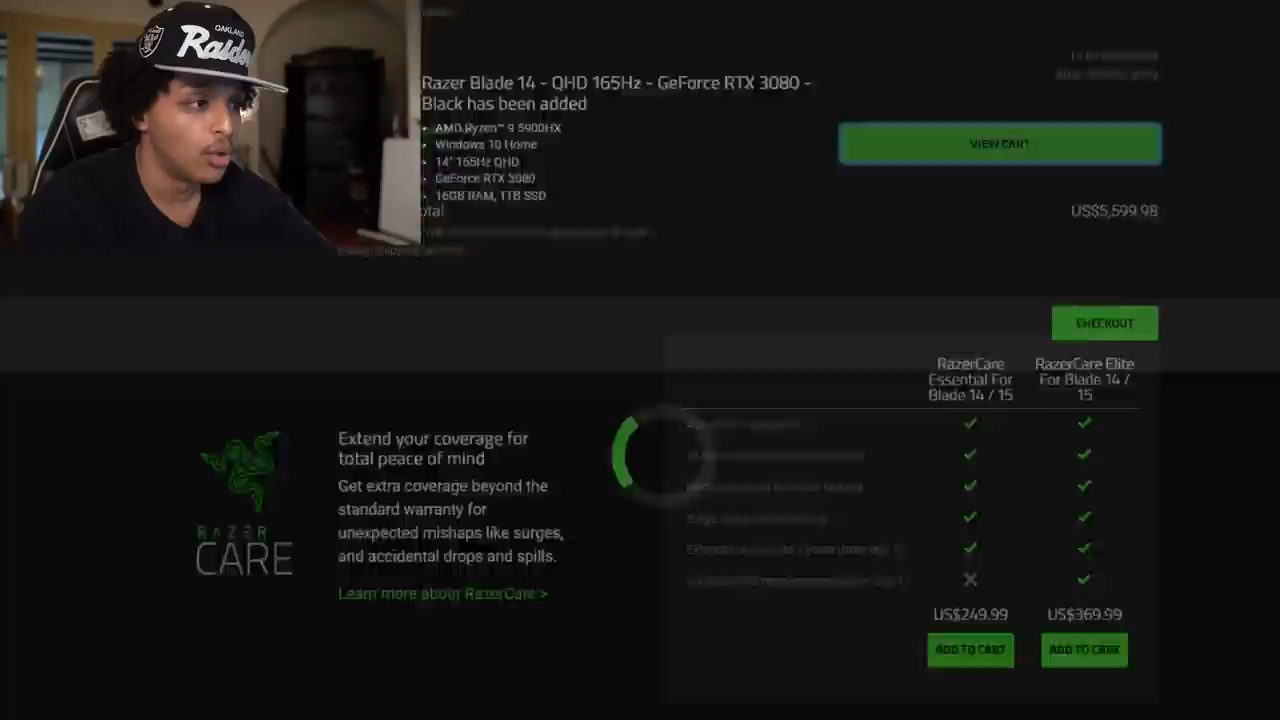 OAKLAND
Raiders
Razer Blade 14 - QHD 165Hz - GeForce RTX 3080 -
Black has been added
AMD Ryzen™ 9 5900HX
Windows 10 Home
14" 165Hz QHD
GeForce RTX 3080
16GB RAM, 1TB SSD
VIEW CART
US$5,599.98
CHECKOUT
RAZER
CARE
Extend your coverage for
total peace of mind
Get extra coverage beyond the
standard warranty for
unexpected mishaps like surges,
and accidental drops and spills.
Learn more about RazerCare >
RazerCare
Essential For
Blade 14 / 15
RazerCare Elite
For Blade 14 /
15
US$249.99
US$369.99
ADD TO CART
ADD TO CART